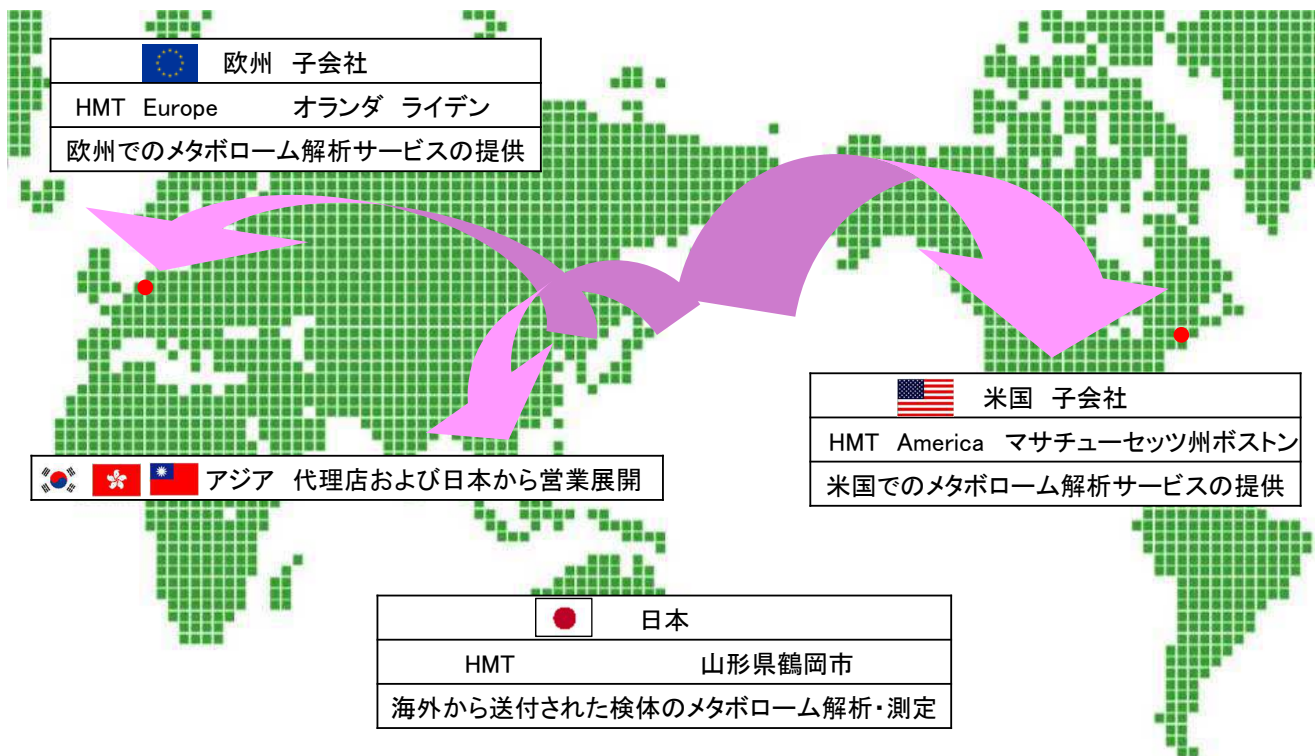 欧州 子会社
HMT Europe オランダ ライデン
欧州でのメタボローム解析サービスの提供
米国 子会社
HMT America マサチューセッツ州ボストン
米国でのメタボローム解析サービスの提供
アジア 代理店および日本から営業展開
日本
HMT 山形県鶴岡市
海外から送付された検体のメタボローム解析・測定